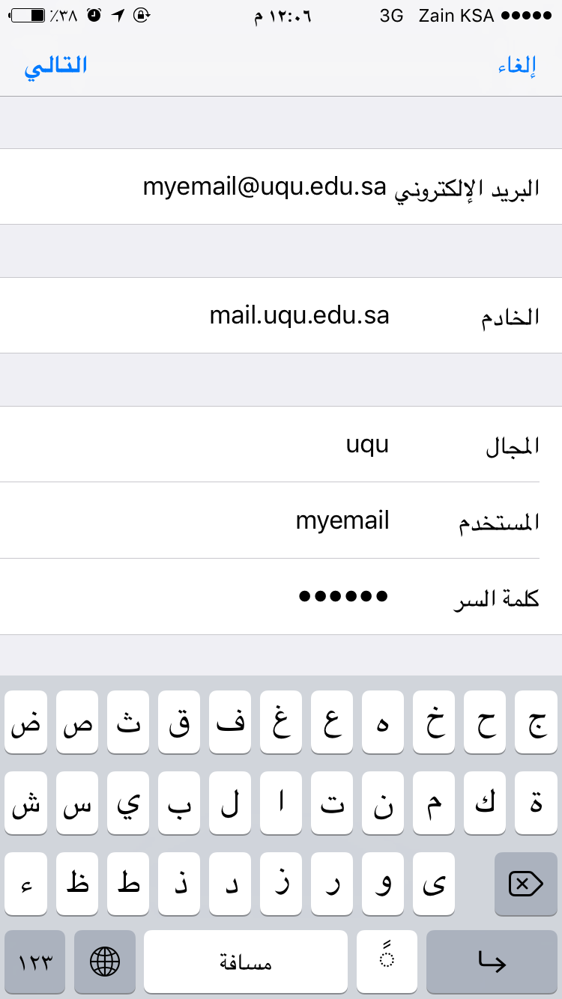 ٪٣٨ ١٢:٠٦ م 3G Zain KSA
إلغاء التالي
البريد الإلكتروني myemail@uqu.edu.sa
الخادم mail.uqu.edu.sa
المجال uqu
المستخدم myemail
كلمة السر ••••••
ض ص ث ق ف غ ع ه خ ح ج
ش س ي ب ل ا ت ن م ك ة
ء ظ ط ذ د ز ر و ى
١٢٣ مسافة